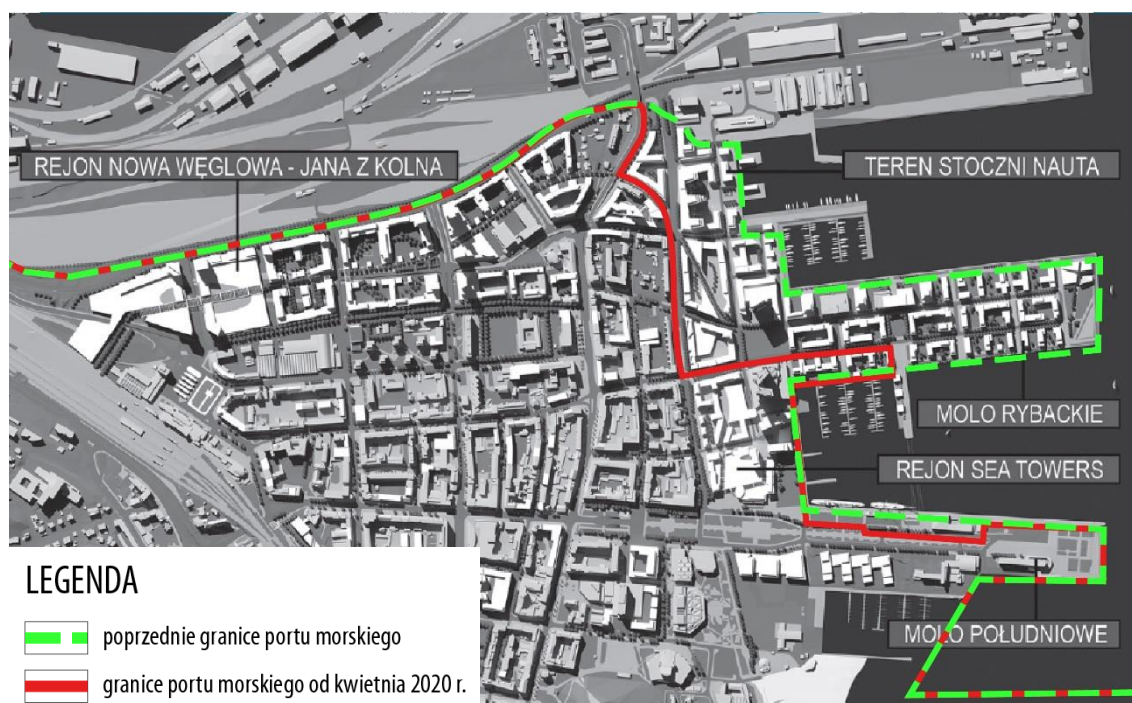 REJON NOWA WĘGLOWA - JANA Z KOLNA
TEREN STOCZNI NAUTA
MOLO RYBACKIE
REJON SEA TOWERS
MOLO POŁUDNIOWE
LEGENDA
poprzednie granice portu morskiego
granice portu morskiego od kwietnia 2020 r.